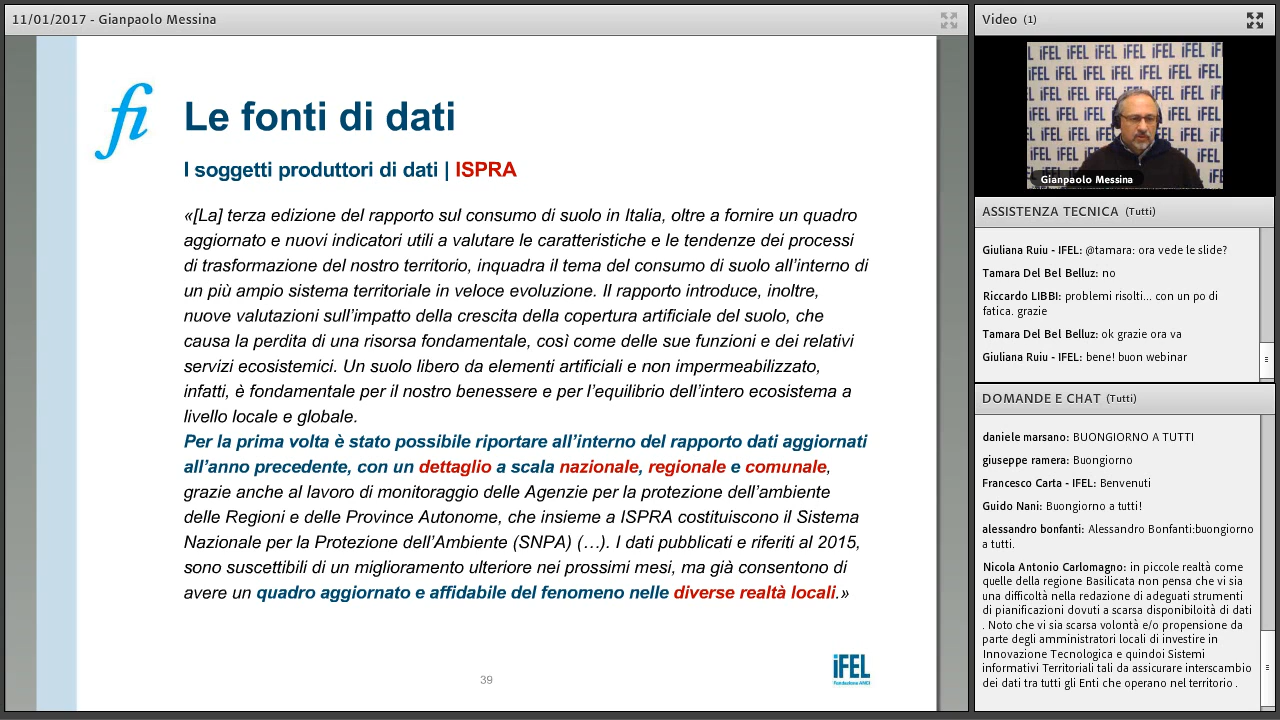 11/01/2017 - Gianpaolo Messina
fi
Le fonti di dati
I soggetti produttori di dati | ISPRA
«[La] terza edizione del rapporto sul consumo di suolo in Italia, oltre a fornire un quadro
aggiornato e nuovi indicatori utili a valutare le caratteristiche e le tendenze dei processi
di trasformazione del nostro territorio, inquadra il tema del consumo di suolo all'interno di
un più ampio sistema territoriale in veloce evoluzione. Il rapporto introduce, inoltre,
nuove valutazioni sull'impatto della crescita della copertura artificiale del suolo, che
causa la perdita di una risorsa fondamentale, così come delle sue funzioni e dei relativi
servizi ecosistemici. Un suolo libero da elementi artificiali e non impermeabilizzato,
infatti, è fondamentale per il nostro benessere e per l'equilibrio dell'intero ecosistema a
livello locale e globale.
Per la prima volta è stato possibile riportare all'interno del rapporto dati aggiornati
all'anno precedente, con un dettaglio a scala nazionale, regionale e comunale,
grazie anche al lavoro di monitoraggio delle Agenzie per la protezione dell'ambiente
delle Regioni e delle Province Autonome, che insieme a ISPRA costituiscono il Sistema
Nazionale per la Protezione dell'Ambiente (SNPA) (…). I dati pubblicati e riferiti al 2015,
sono suscettibili di un miglioramento ulteriore nei prossimi mesi, ma già consentono di
avere un quadro aggiornato e affidabile del fenomeno nelle diverse realtà locali.»
39
iFEL
Fondazione ANCI
Video (1)
iFEL iFEL iFEL iFEL
Gianpaolo Messina
ASSISTENZA TECNICA (Tutti)
Giuliana Ruiu - IFEL: @tamara: ora vede le slide?
Tamara Del Bel Belluz: no
Riccardo LIBBI: problemi risolti... con un po di
fatica. grazie
Tamara Del Bel Belluz: ok grazie ora va
Giuliana Ruiu - IFEL: bene! buon webinar
DOMANDE E CHAT (Tutti)
daniele marsano: BUONGIORNO A TUTTI
giuseppe ramera: Buongiorno
Francesco Carta - IFEL: Benvenuti
Guido Nani: Buongiorno a tutti!
alessandro bonfanti: Alessandro Bonfanti:buongiorno
a tutti.
Nicola Antonio Carlomagno: in piccole realtà come
quelle della regione Basilicata non pensa che vi sia
una difficoltà nella redazione di adeguati strumenti
di pianificazioni dovuti a scarsa disponibiloità di dati
. Noto che vi sia scarsa volontà e/o propensione da
parte degli amministratori locali di investire in
Innovazione Tecnologica e quindoi Sistemi
informativi Territoriali tali da assicurare interscambio
dei dati tra tutti gli Enti che operano nel territorio .